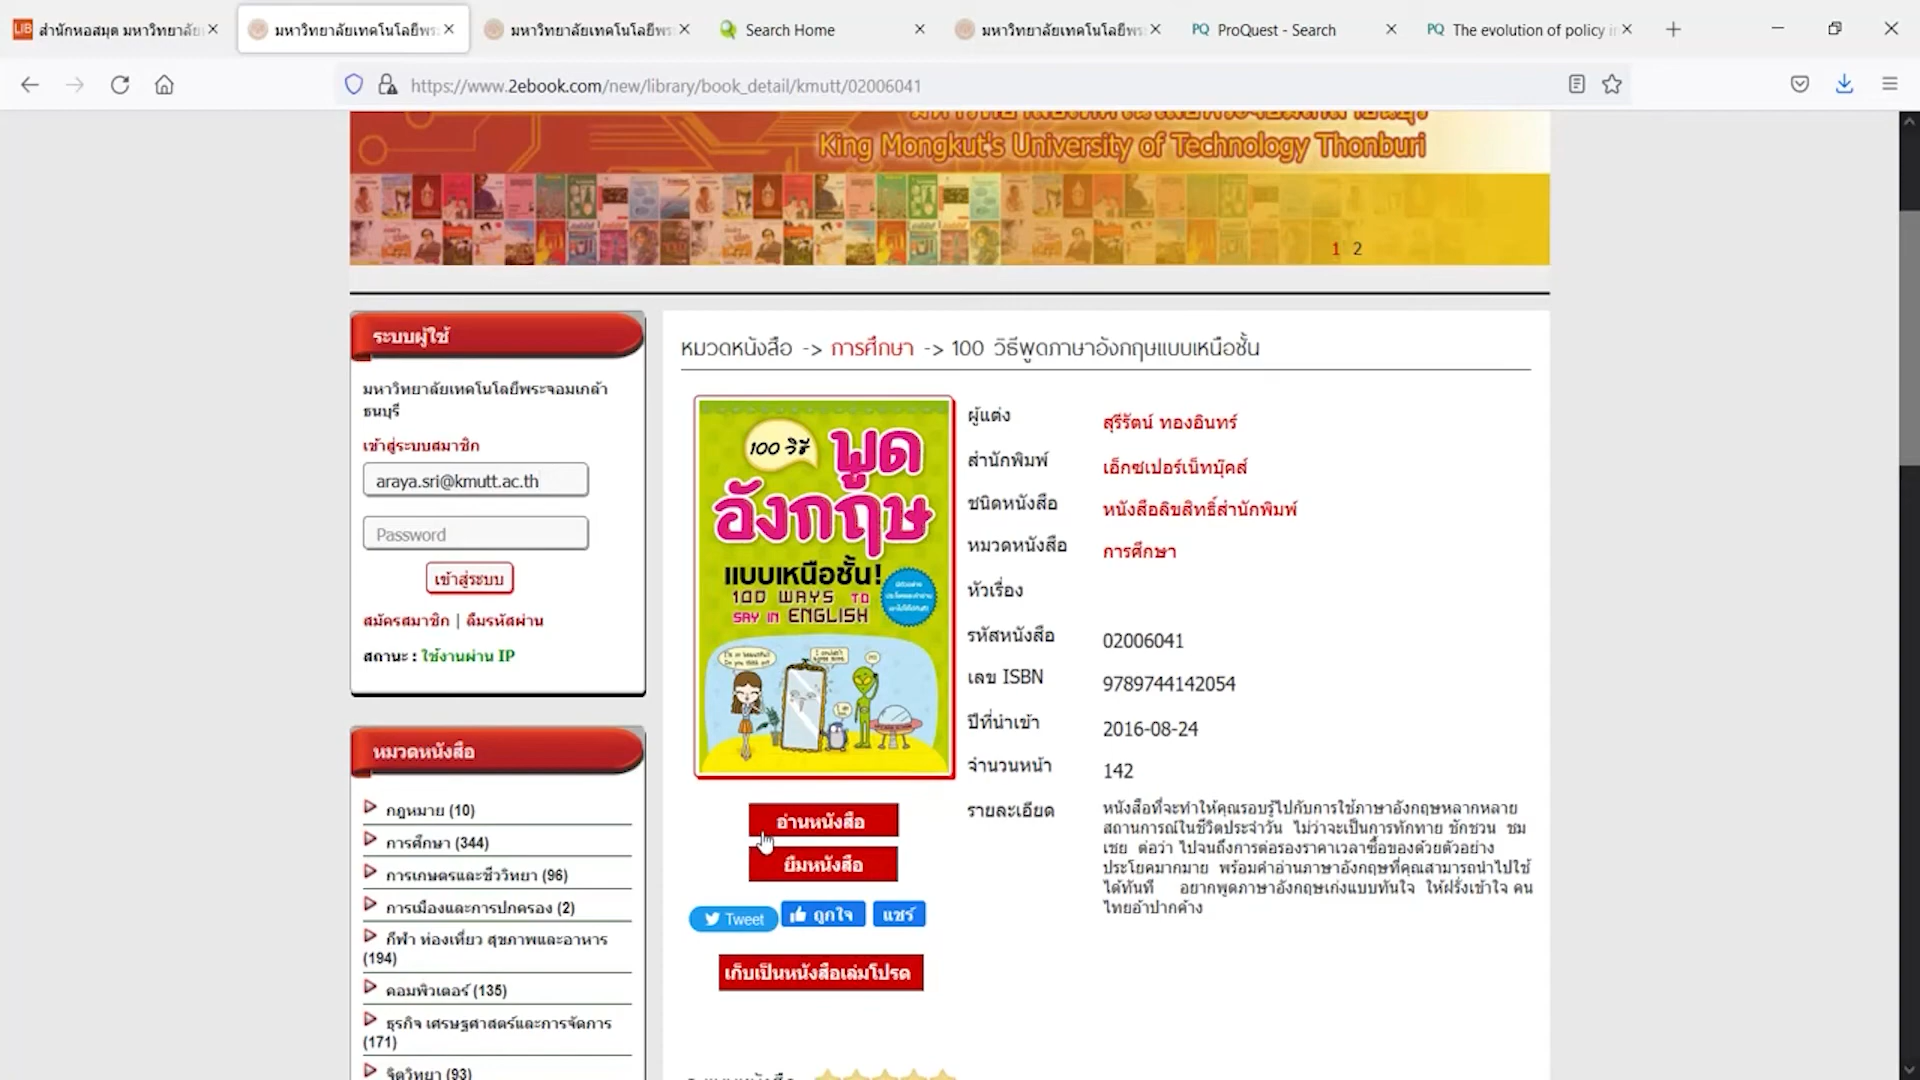 สำนักหอสมุด มหาวิทยาลัย
มหาวิทยาลัยเทคโนโลยีพระ
มหาวิทยาลัยเทคโนโลยีพระ
Search Home
มหาวิทยาลัยเทคโนโลยีพระ
ProQuest - Search
The evolution of policy i
https://www.2ebook.com/new/library/book_detail/kmutt/02006041
King Mongkut's University of Technology Thonburi
1 2
ระบบผู้ใช้
มหาวิทยาลัยเทคโนโลยีพระจอมเกล้า
ธนบุรี
เข้าสู่ระบบสมาชิก
araya.sri@kmutt.ac.th
Password
เข้าสู่ระบบ
สมัครสมาชิก | ลืมรหัสผ่าน
สถานะ : ใช้งานผ่าน IP
หมวดหนังสือ
กฎหมาย (10)
การศึกษา (344)
การเกษตรและชีววิทยา (96)
การเมืองและการปกครอง (2)
กีฬา ท่องเที่ยว สุขภาพและอาหาร
(194)
คอมพิวเตอร์ (135)
ธุรกิจ เศรษฐศาสตร์และการจัดการ
(171)
จิตวิทยา (93)
หมวดหนังสือ -> การศึกษา -> 100 วิธีพูดภาษาอังกฤษแบบเหนือชั้น
100 วิธี
พูด
อังกฤษ
แบบเหนือชั้น!
100 WAYS TO
SAY IN ENGLISH
ผู้แต่ง สุรีรัตน์ ทองอินทร์
สำนักพิมพ์ เอ็กซเปอร์เน็ทบุ๊คส์
ชนิดหนังสือ หนังสือลิขสิทธิ์สำนักพิมพ์
หมวดหนังสือ การศึกษา
หัวเรื่อง
รหัสหนังสือ 02006041
เลข ISBN 9789744142054
ปีที่นำเข้า 2016-08-24
จำนวนหน้า 142
รายละเอียด หนังสือที่จะทำให้คุณรอบรู้ไปกับการใช้ภาษาอังกฤษหลากหลาย
สถานการณ์ในชีวิตประจำวัน ไม่ว่าจะเป็นการทักทาย ชักชวน ชม
เชย ต่อว่า ไปจนถึงการต่อรองราคาเวลาซื้อของด้วยตัวอย่าง
ประโยคมากมาย พร้อมคำอ่านภาษาอังกฤษที่คุณสามารถนำไปใช้
ได้ทันที อยากพูดภาษาอังกฤษเก่งแบบทันใจ ให้ฝรั่งเข้าใจ คน
ไทยอ้าปากค้าง
อ่านหนังสือ
ยืมหนังสือ
Tweet ถูกใจ แชร์
เก็บเป็นหนังสือเล่มโปรด